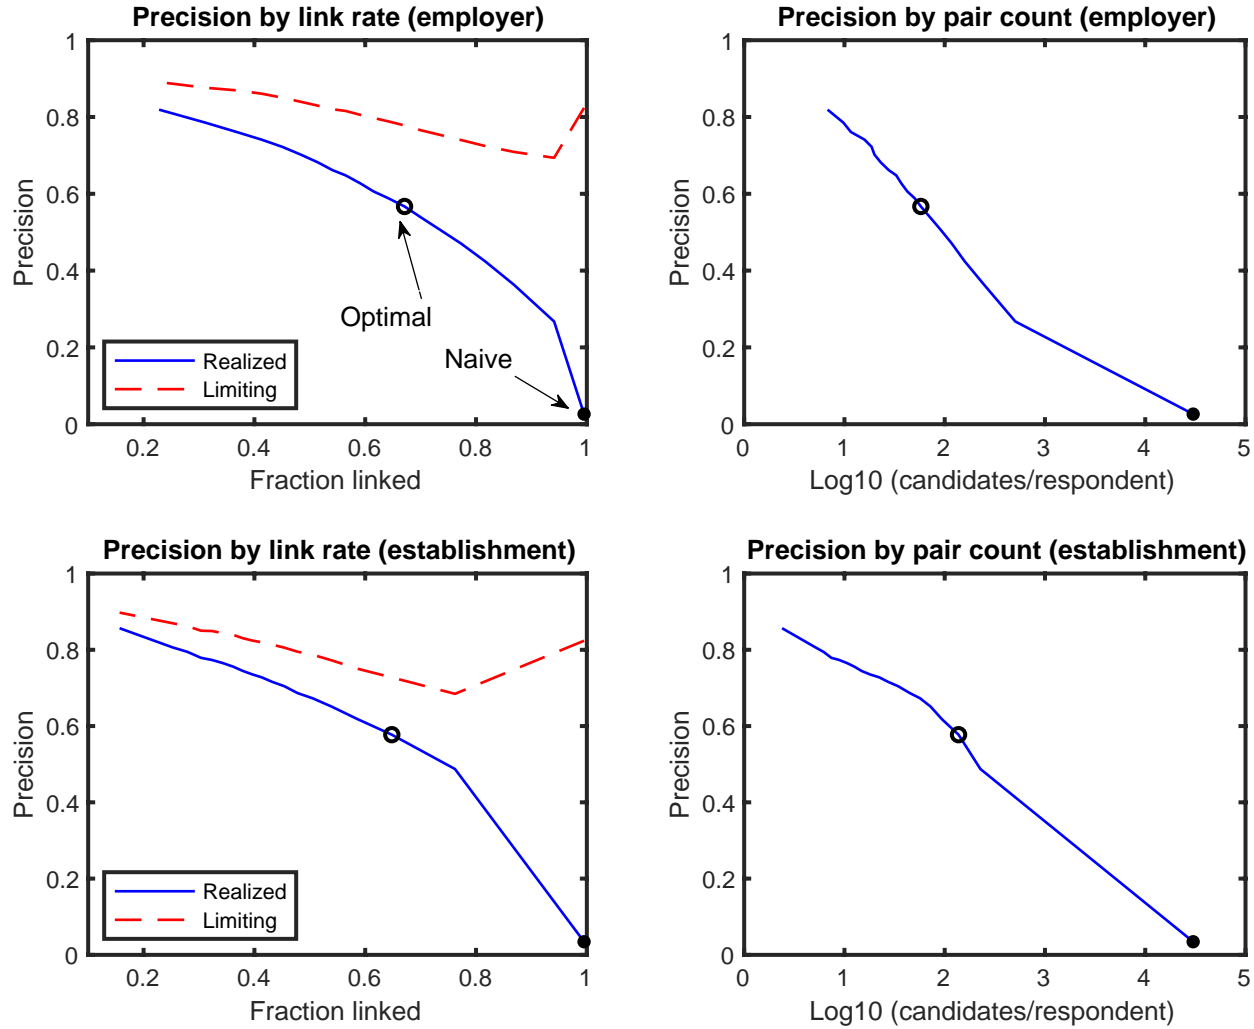 Precision by link rate (employer)
1
0.8
0.6
0.4
0.2
0
Precision
Optimal
Naive
Realized
Limiting
0.2 0.4 0.6 0.8 1
Fraction linked
Precision by pair count (employer)
1
0.8
0.6
0.4
0.2
0
Precision
0 1 2 3 4 5
Log10 (candidates/respondent)
Precision by link rate (establishment)
1
0.8
0.6
0.4
0.2
0
Precision
Realized
Limiting
0.2 0.4 0.6 0.8 1
Fraction linked
Precision by pair count (establishment)
1
0.8
0.6
0.4
0.2
0
Precision
0 1 2 3 4 5
Log10 (candidates/respondent)